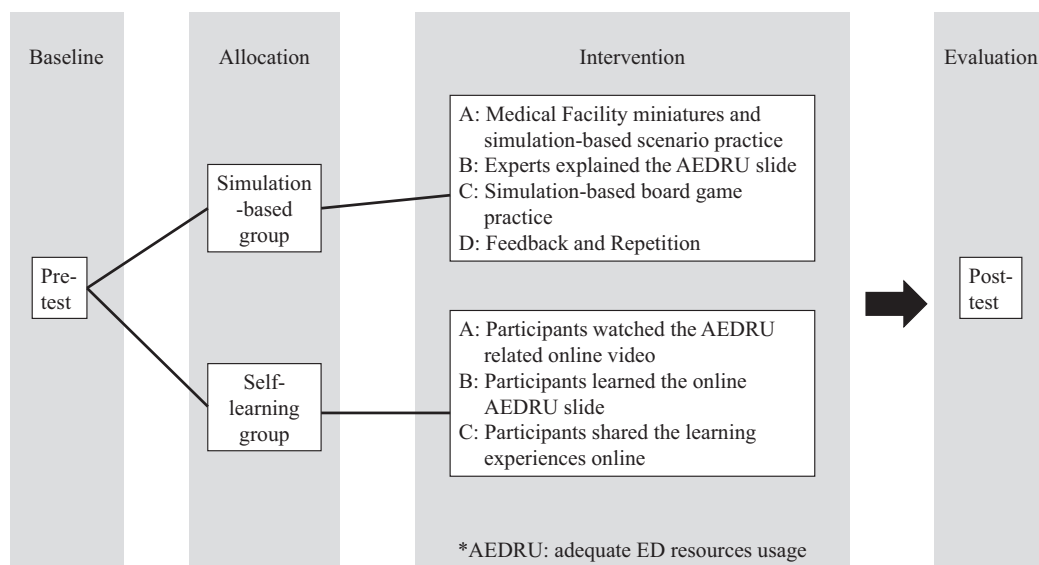 Baseline
Allocation
Intervention
Evaluation
Pre-
test
Simulation
-based
group
Self-
learning
group
A: Medical Facility miniatures and
simulation-based scenario practice
B: Experts explained the AEDRU slide
C: Simulation-based board game
practice
D: Feedback and Repetition
A: Participants watched the AEDRU
related online video
B: Participants learned the online
AEDRU slide
C: Participants shared the learning
experiences online
Post-
test
*AEDRU: adequate ED resources usage